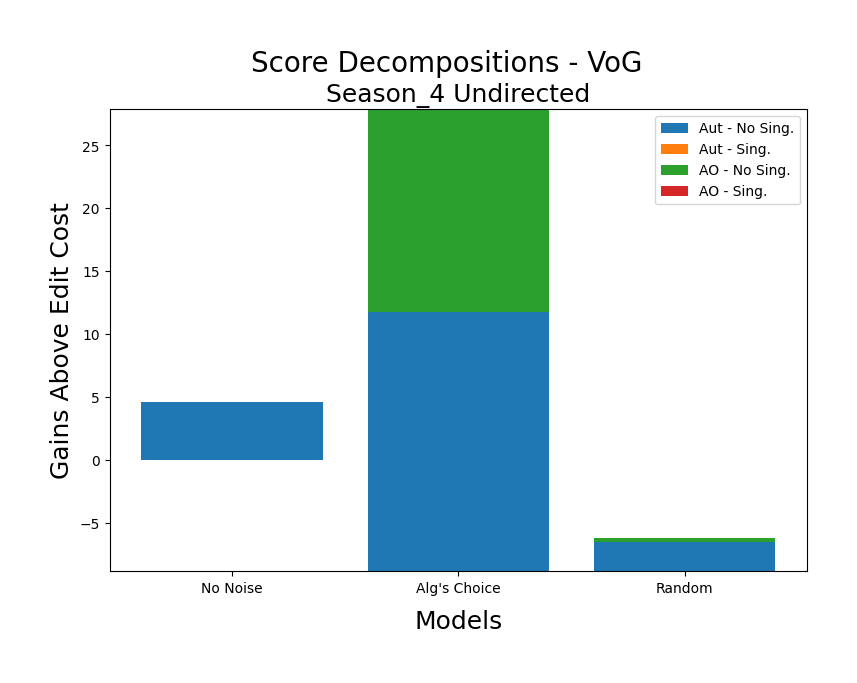 Score Decompositions - VoG
Season_4 Undirected
Aut - No Sing.
Aut - Sing.
AO - No Sing.
AO - Sing.
Gains Above Edit Cost
25
20
15
10
5
0
−5
No Noise
Alg's Choice
Random
Models